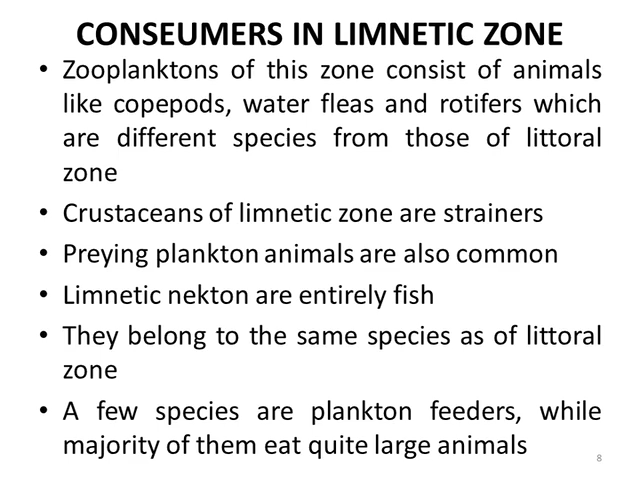 CONSEUMERS IN LIMNETIC ZONE
• Zooplanktons of this zone consist of animals
like copepods, water fleas and rotifers which
are different species from those of littoral
zone
• Crustaceans of limnetic zone are strainers
• Preying plankton animals are also common
• Limnetic nekton are entirely fish
• They belong to the same species as of littoral
zone
• A few species are plankton feeders, while
majority of them eat quite large animals
8